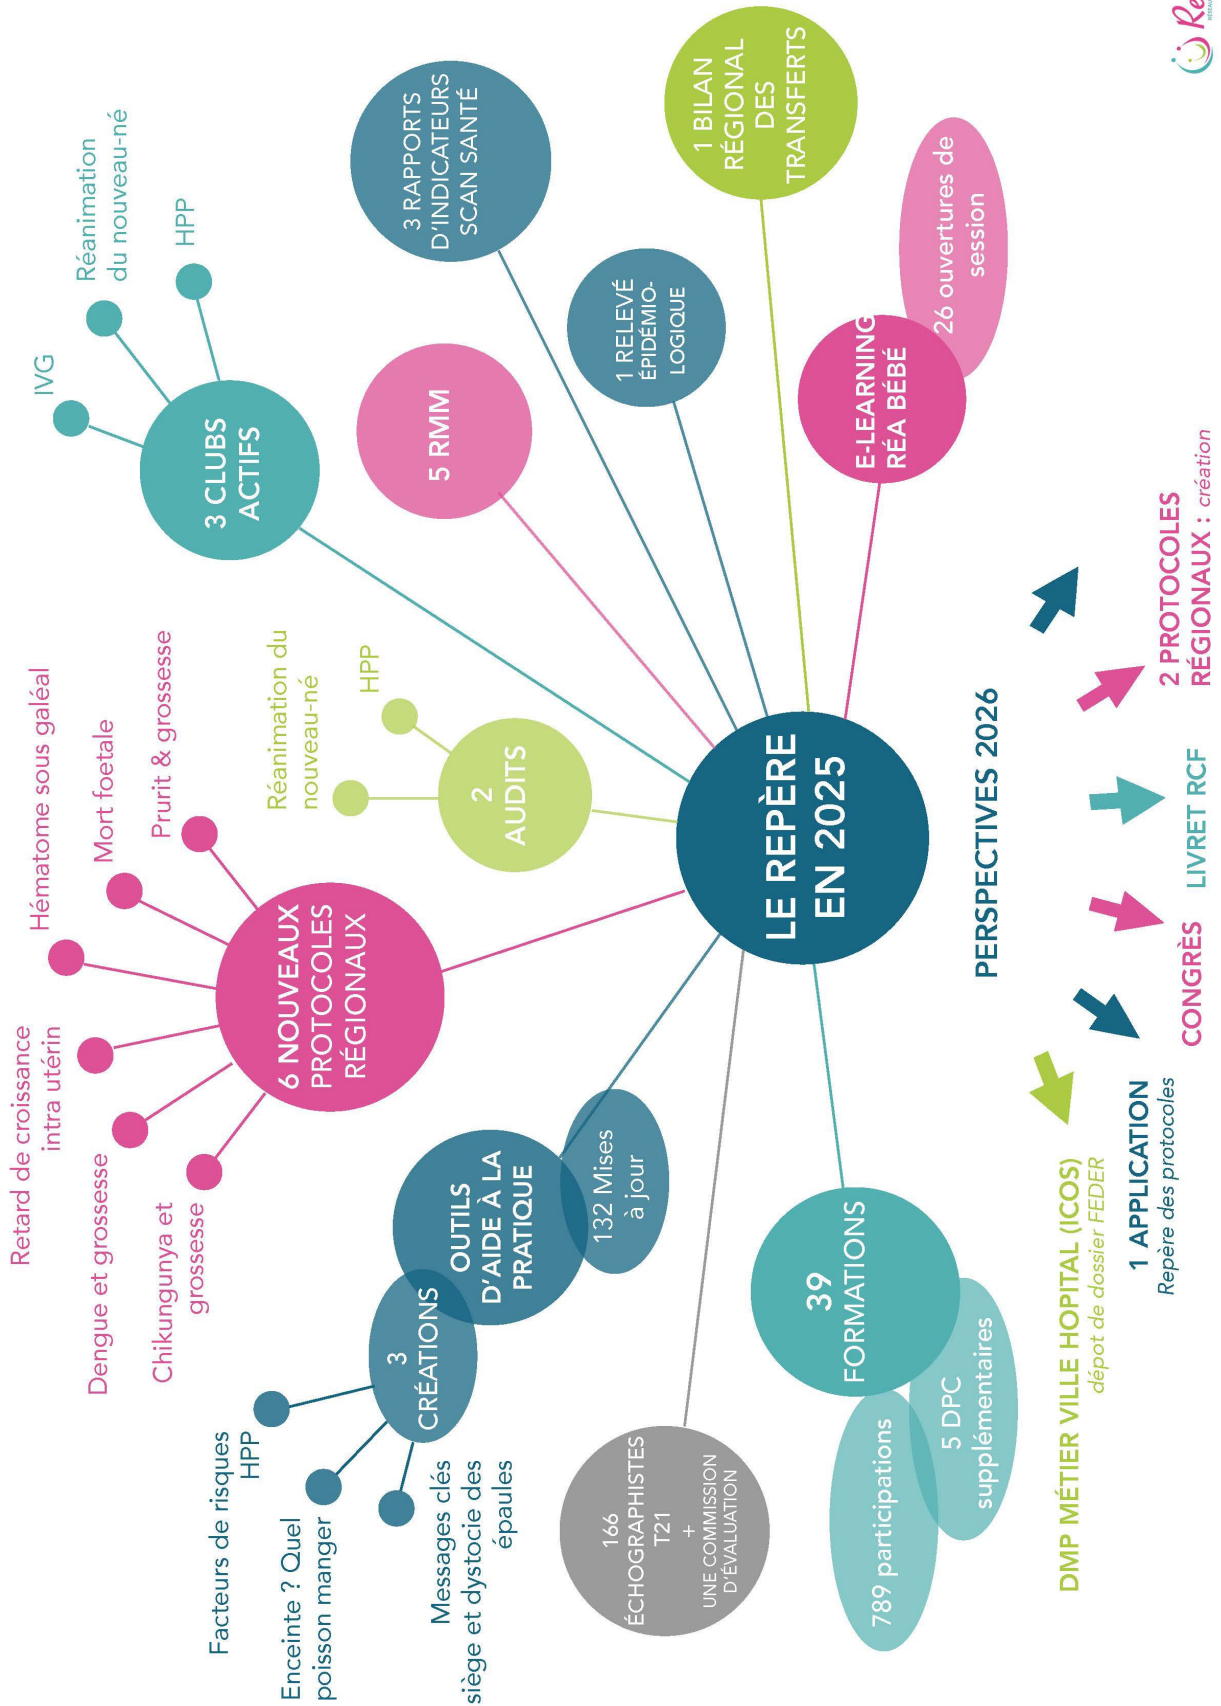 Facteurs de risques
HPP
Enceinte ? Quel
poisson manger
Messages clés
siège et dystocie des
épaules
3
CRÉATIONS
OUTILS
D'AIDE À LA
PRATIQUE
132 Mises
à jour
Retard de croissance
intra utérin
Dengue et grossesse
Chikungunya et
grossesse
Hématome sous galéal
Mort foetale
Prurit & grossesse
6 NOUVEAUX
PROTOCOLES
RÉGIONAUX
Réanimation du
nouveau-né
HPP
2
AUDITS
IVG
Réanimation
du nouveau-né
HPP
3 CLUBS
ACTIFS
5 RMM
3 RAPPORTS
D'INDICATEURS
SCAN SANTÉ
1 RELEVÉ
ÉPIDÉMIO-
LOGIQUE
1 BILAN
RÉGIONAL
DES
TRANSFERTS
E-LEARNING
RÉA BÉBÉ
26 ouvertures de
session
166
ÉCHOGRAPHISTES
T21
+
UNE COMMISSION
D'ÉVALUATION
39
FORMATIONS
789 participations
5 DPC
supplémentaires
LE REPÈRE
EN 2025
PERSPECTIVES 2026
DMP MÉTIER VILLE HOPITAL (ICOS)
dépot de dossier FEDER
1 APPLICATION
Repère des protocoles
CONGRÈS
LIVRET RCF
2 PROTOCOLES
RÉGIONAUX : création